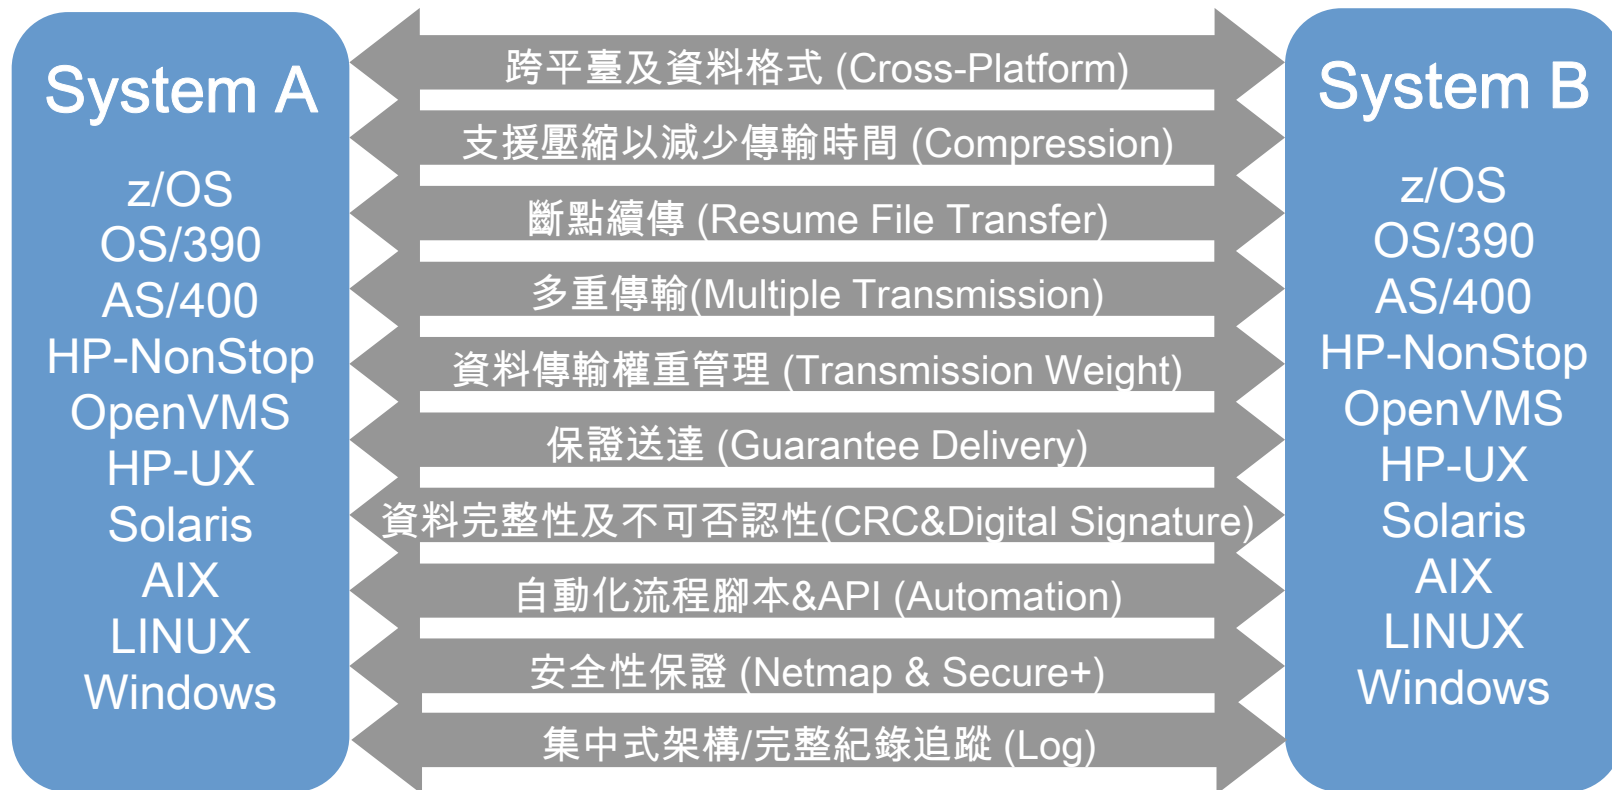 System A
z/OS
OS/390
AS/400
HP-NonStop
OpenVMS
HP-UX
Solaris
AIX
LINUX
Windows
跨平臺及資料格式 (Cross-Platform)
支援壓縮以減少傳輸時間 (Compression)
斷點續傳 (Resume File Transfer)
多重傳輸(Multiple Transmission)
資料傳輸權重管理 (Transmission Weight)
保證送達 (Guarantee Delivery)
資料完整性及不可否認性(CRC&Digital Signature)
自動化流程腳本&API (Automation)
安全性保證 (Netmap & Secure+)
集中式架構/完整紀錄追蹤 (Log)
System B
z/OS
OS/390
AS/400
HP-NonStop
OpenVMS
HP-UX
Solaris
AIX
LINUX
Windows